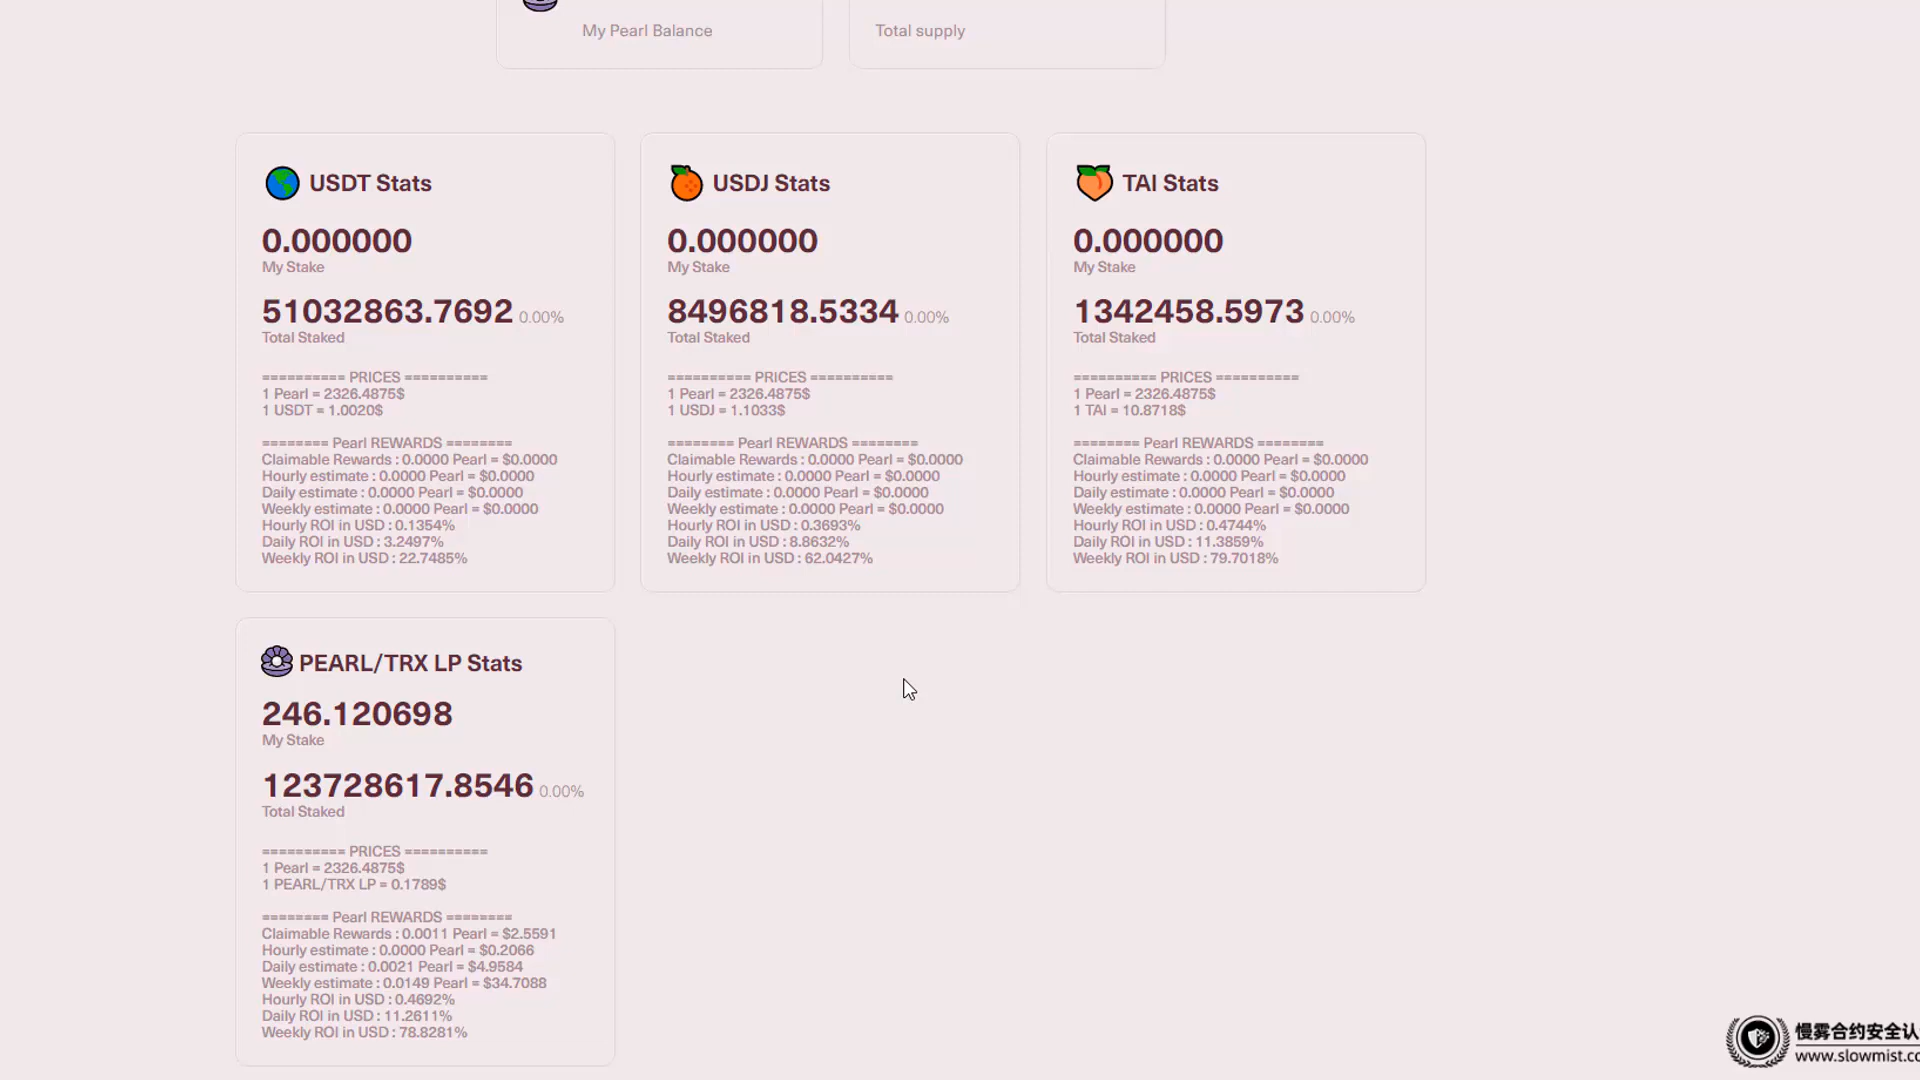 My Pearl Balance
Total supply
USDT Stats
0.000000
My Stake
51032863.7692 0.00%
Total Staked
========== PRICES ==========
1 Pearl = 2326.4875$
1 USDT = 1.0020$
======== Pearl REWARDS ========
Claimable Rewards : 0.0000 Pearl = $0.0000
Hourly estimate : 0.0000 Pearl = $0.0000
Daily estimate : 0.0000 Pearl = $0.0000
Weekly estimate : 0.0000 Pearl = $0.0000
Hourly ROI in USD : 0.1354%
Daily ROI in USD : 3.2497%
Weekly ROI in USD : 22.7485%
USDJ Stats
0.000000
My Stake
8496818.5334 0.00%
Total Staked
========== PRICES ==========
1 Pearl = 2326.4875$
1 USDJ = 1.1033$
======== Pearl REWARDS ========
Claimable Rewards : 0.0000 Pearl = $0.0000
Hourly estimate : 0.0000 Pearl = $0.0000
Daily estimate : 0.0000 Pearl = $0.0000
Weekly estimate : 0.0000 Pearl = $0.0000
Hourly ROI in USD : 0.3693%
Daily ROI in USD : 8.8632%
Weekly ROI in USD : 62.0427%
TAI Stats
0.000000
My Stake
1342458.5973 0.00%
Total Staked
========== PRICES ==========
1 Pearl = 2326.4875$
1 TAI = 10.8718$
======== Pearl REWARDS ========
Claimable Rewards : 0.0000 Pearl = $0.0000
Hourly estimate : 0.0000 Pearl = $0.0000
Daily estimate : 0.0000 Pearl = $0.0000
Weekly estimate : 0.0000 Pearl = $0.0000
Hourly ROI in USD : 0.4744%
Daily ROI in USD : 11.3859%
Weekly ROI in USD : 79.7018%
PEARL/TRX LP Stats
246.120698
My Stake
123728617.8546 0.00%
Total Staked
========== PRICES ==========
1 Pearl = 2326.4875$
1 PEARL/TRX LP = 0.1789$
======== Pearl REWARDS ========
Claimable Rewards : 0.0011 Pearl = $2.5591
Hourly estimate : 0.0000 Pearl = $0.2066
Daily estimate : 0.0021 Pearl = $4.9584
Weekly estimate : 0.0149 Pearl = $34.7088
Hourly ROI in USD : 0.4692%
Daily ROI in USD : 11.2611%
Weekly ROI in USD : 78.8281%
慢雾合约安全认
www.slowmist.co